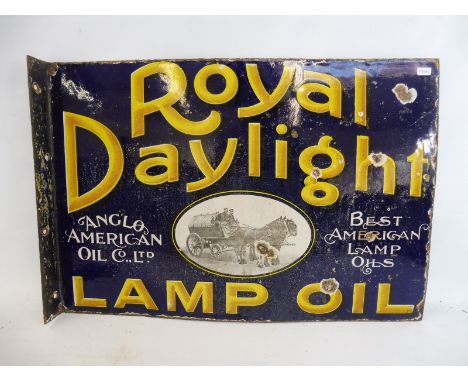 Royal
Daylight
ANGLO
AMERICAN
OIL CO., LTD
BEST
AMERICAN
LAMP
OILS
LAMP OIL